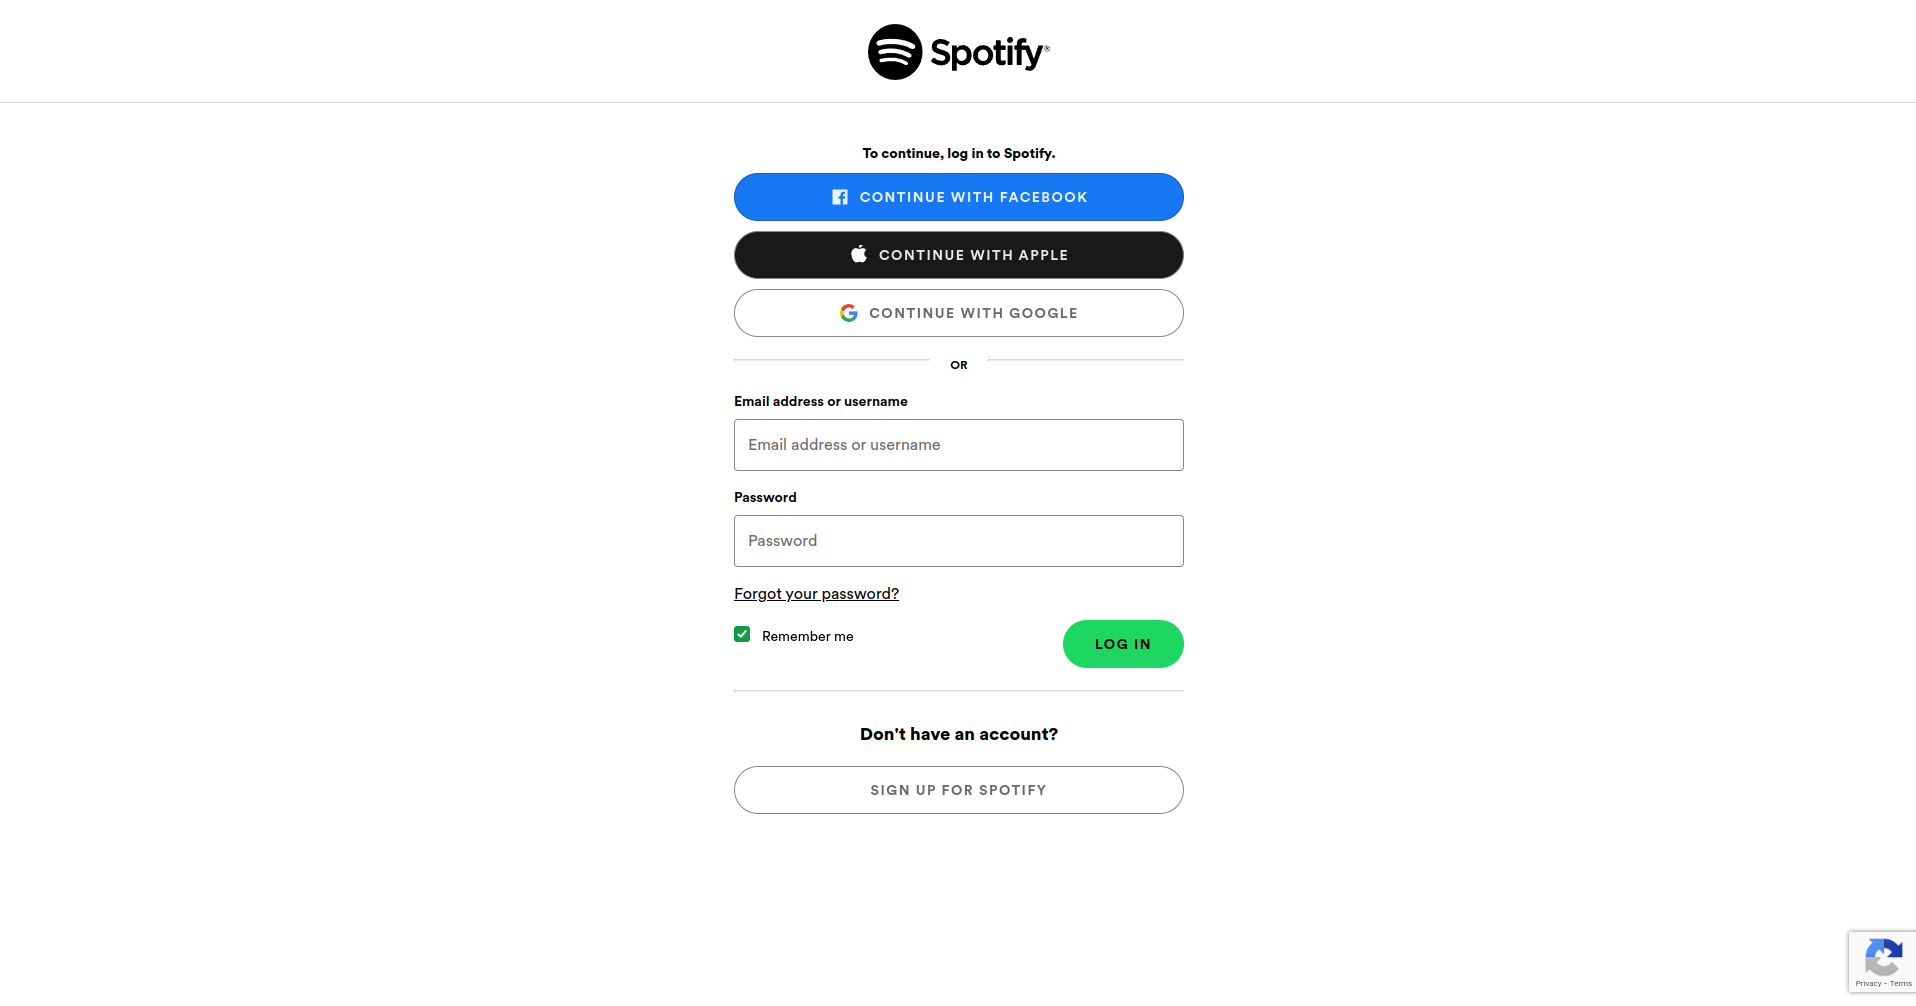 Spotify®
To continue, log in to Spotify.
CONTINUE WITH FACEBOOK
CONTINUE WITH APPLE
CONTINUE WITH GOOGLE
OR
Email address or username
Email address or username
Password
Password
Forgot your password?
Remember me
LOG IN
Don't have an account?
SIGN UP FOR SPOTIFY
Privacy - Terms